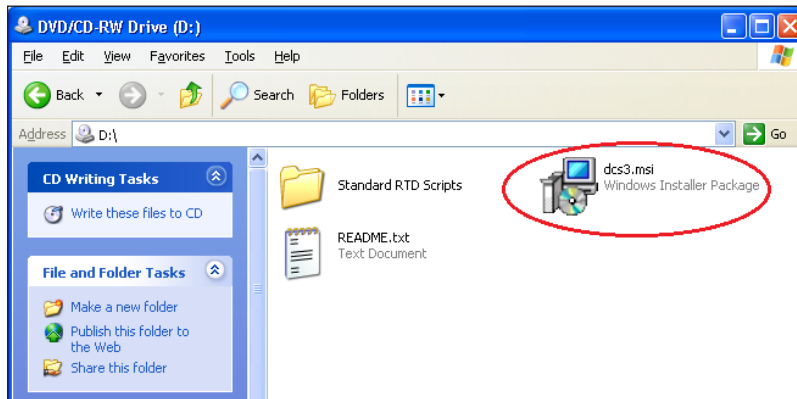 DVD/CD-RW Drive (D:)
File Edit View Favorites Tools Help
Back Search Folders
Address D:\ Go
CD Writing Tasks
Write these files to CD
File and Folder Tasks
Make a new folder
Publish this folder to
the Web
Share this folder
Standard RTD Scripts
dcs3.msi
Windows Installer Package
README.txt
Text Document